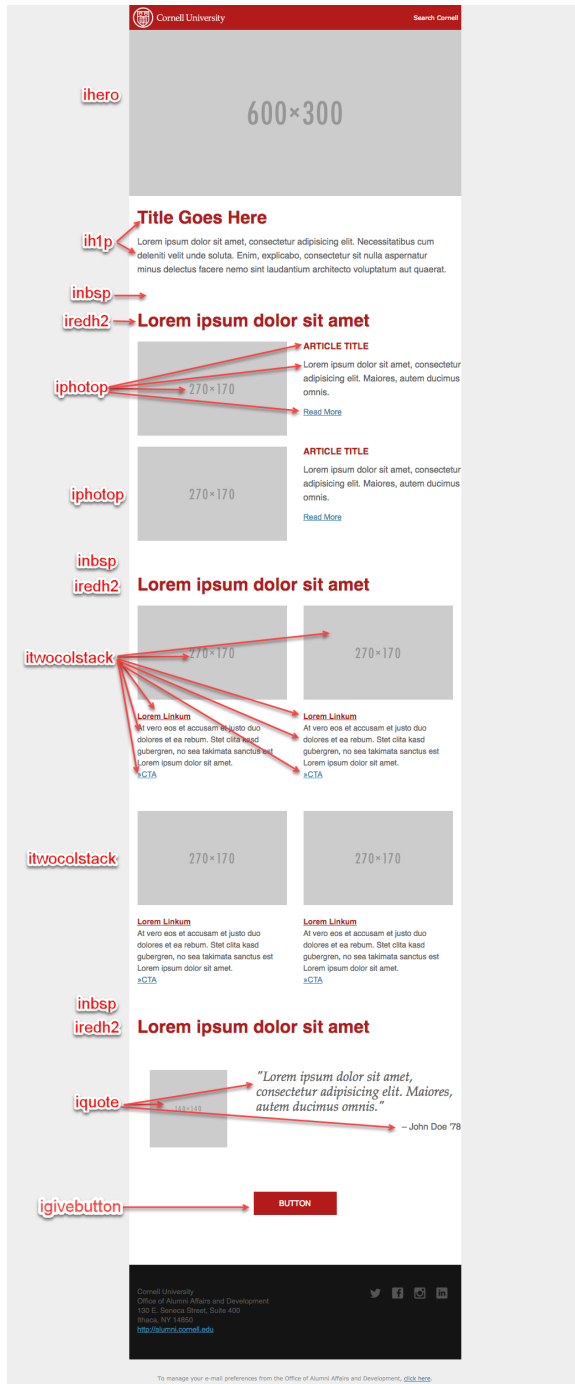 Cornell University
Search Cornell
ihero
600×300
Title Goes Here
ih1p
Lorem ipsum dolor sit amet, consectetur adipisicing elit. Necessitatibus cum
deleniti velit unde soluta. Enim, explicabo, consectetur sit nulla aspernatur
minus delectus facere nemo sint laudantium architecto voluptatum aut quaerat.
inbsp
iredh2
Lorem ipsum dolor sit amet
iphotop
270×170
ARTICLE TITLE
Lorem ipsum dolor sit amet, consectetur
adipisicing elit. Maiores, autem ducimus
omnis.
Read More
iphotop
270×170
ARTICLE TITLE
Lorem ipsum dolor sit amet, consectetur
adipisicing elit. Maiores, autem ducimus
omnis.
Read More
inbsp
iredh2
Lorem ipsum dolor sit amet
itwocolstack
270×170
270×170
Lorem Linkum
At vero eos et accusam et justo duo
dolores et ea rebum. Stet clita kasd
gubergren, no sea takimata sanctus est
Lorem ipsum dolor sit amet.
»CTA
Lorem Linkum
At vero eos et accusam et justo duo
dolores et ea rebum. Stet clita kasd
gubergren, no sea takimata sanctus est
Lorem ipsum dolor sit amet.
»CTA
itwocolstack
270×170
270×170
Lorem Linkum
At vero eos et accusam et justo duo
dolores et ea rebum. Stet clita kasd
gubergren, no sea takimata sanctus est
Lorem ipsum dolor sit amet.
»CTA
Lorem Linkum
At vero eos et accusam et justo duo
dolores et ea rebum. Stet clita kasd
gubergren, no sea takimata sanctus est
Lorem ipsum dolor sit amet.
»CTA
inbsp
iredh2
Lorem ipsum dolor sit amet
iquote
140×140
"Lorem ipsum dolor sit amet,
consectetur adipisicing elit. Maiores,
autem ducimus omnis."
– John Doe '78
igivebutton
BUTTON
Cornell University
Office of Alumni Affairs and Development
130 E. Seneca Street, Suite 400
Ithaca, NY 14850
http://alumni.cornell.edu
To manage your e-mail preferences from the Office of Alumni Affairs and Development, click here.